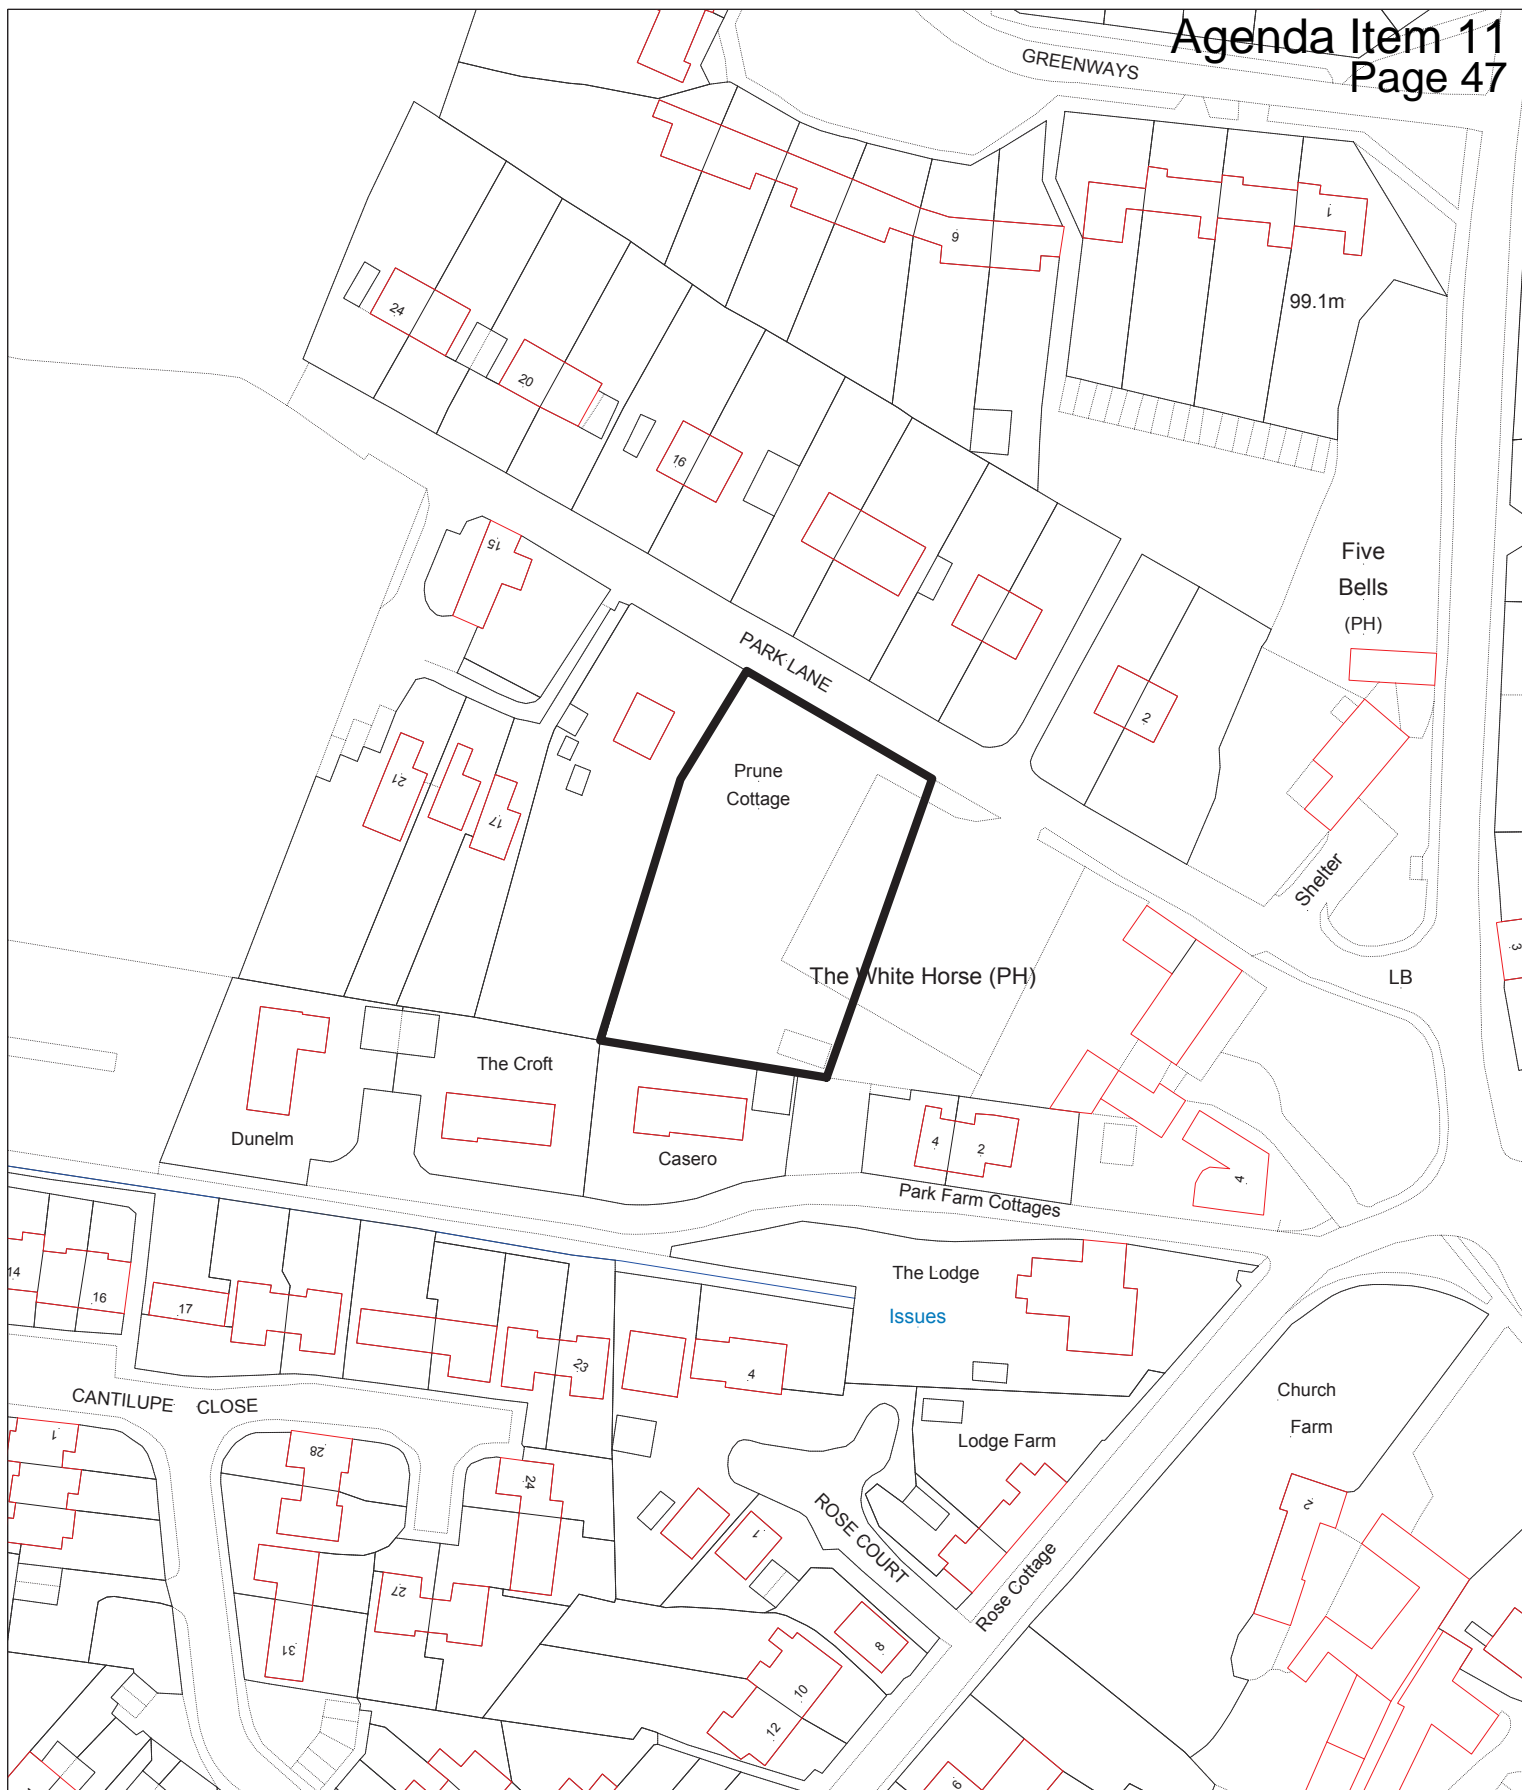 Agenda Item 11
Page 47
GREENWAYS
1
9
99.1m
24
20
16
Five
Bells
(PH)
15
PARK LANE
2
21
17
Prune
Cottage
Shelter
3
The White Horse (PH)
LB
The Croft
Dunelm
Casero
4
2
4
Park Farm Cottages
The Lodge
Issues
14
16
17
23
4
CANTILUPE CLOSE
Church
Farm
1
28
24
Lodge Farm
2
ROSE COURT
1
Rose Cottage
27
31
8
10
12
6